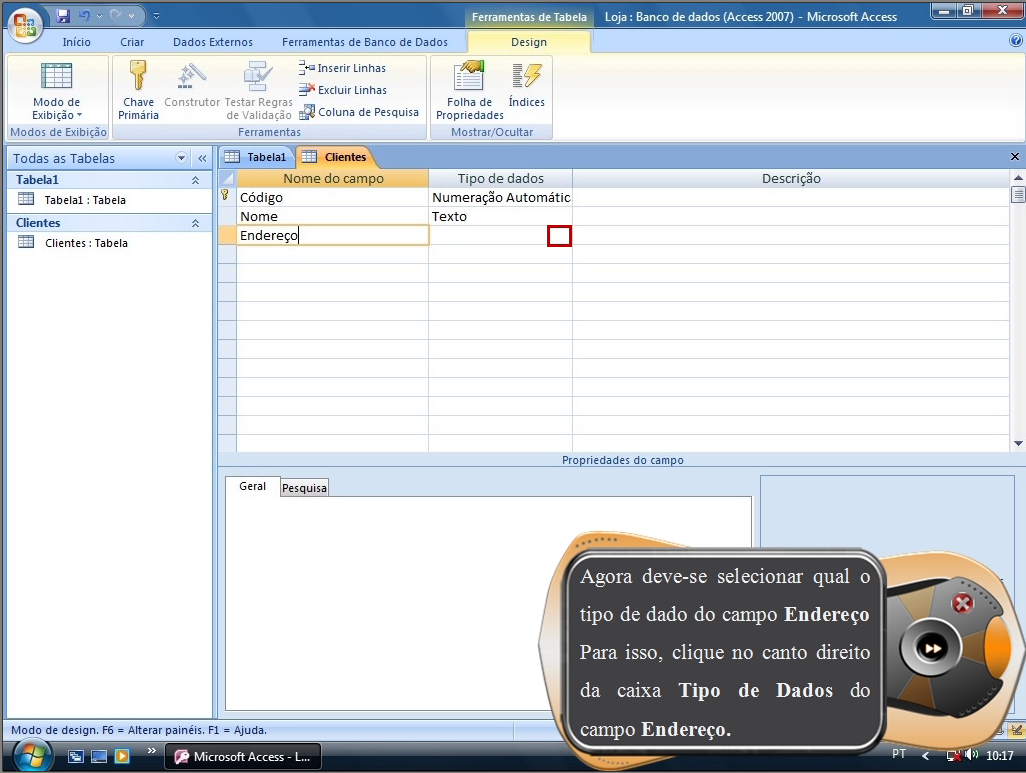 Ferramentas de Tabela
Loja : Banco de dados (Access 2007) - Microsoft Access
Início Criar Dados Externos Ferramentas de Banco de Dados Design
Modo de Exibição
Modos de Exibição
Chave Primária
Construtor
Testar Regras de Validação
Inserir Linhas
Excluir Linhas
Coluna de Pesquisa
Ferramentas
Folha de Propriedades
Índices
Mostrar/Ocultar
Todas as Tabelas
Tabela1
Tabela1 : Tabela
Clientes
Clientes : Tabela
Tabela1 Clientes
Nome do campo Tipo de dados Descrição
Código Numeração Automátic
Nome Texto
Endereço
Propriedades do campo
Geral Pesquisa
Agora deve-se selecionar qual o
tipo de dado do campo Endereço
Para isso, clique no canto direito
da caixa Tipo de Dados do
campo Endereço.
Modo de design. F6 = Alterar painéis. F1 = Ajuda.
Microsoft Access - L...
PT
10:17